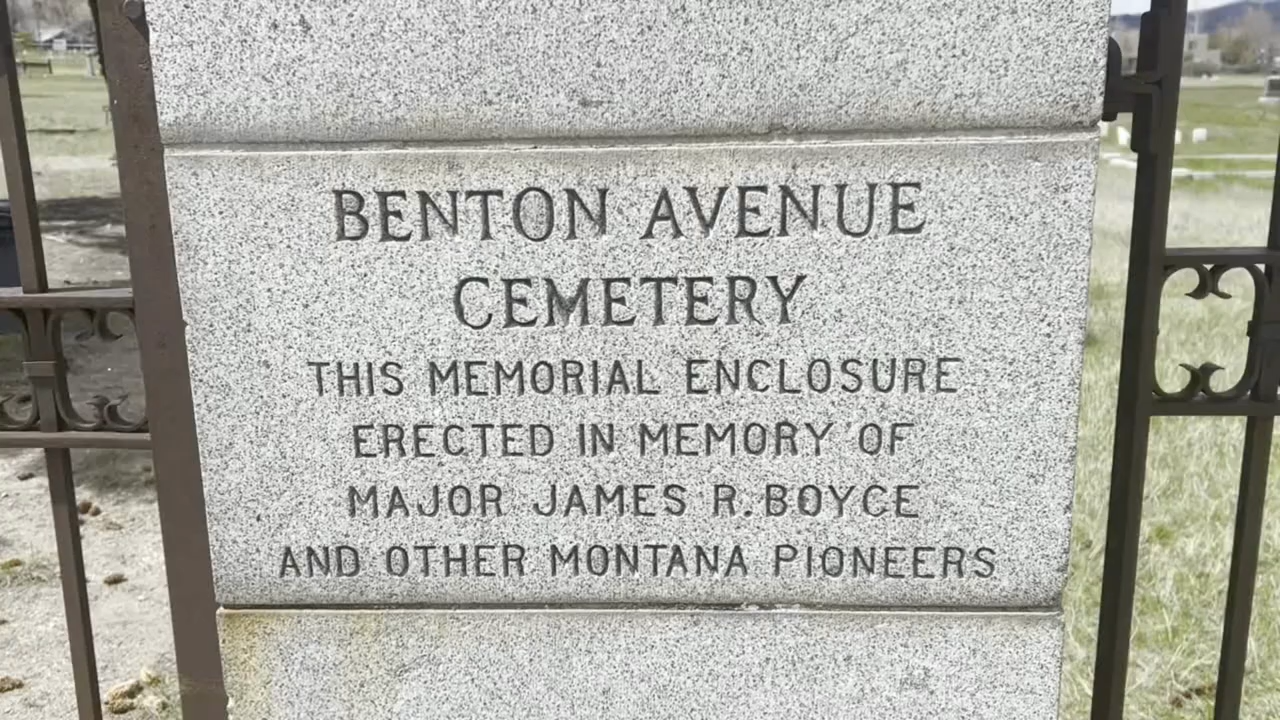 BENTON AVENUE
CEMETERY
THIS MEMORIAL ENCLOSURE
ERECTED IN MEMORY OF
MAJOR JAMES R. BOYCE
AND OTHER MONTANA PIONEERS